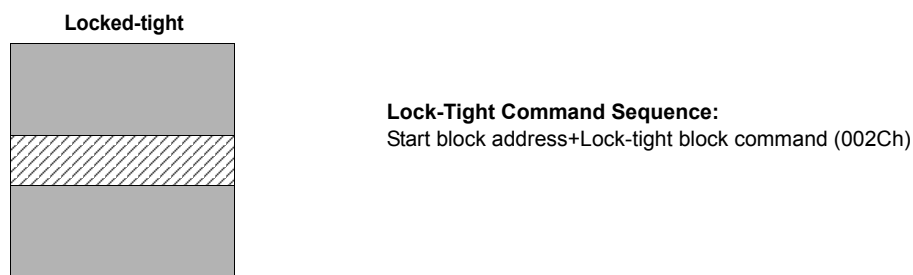 Locked-tight
Lock-Tight Command Sequence:
Start block address+Lock-tight block command (002Ch)